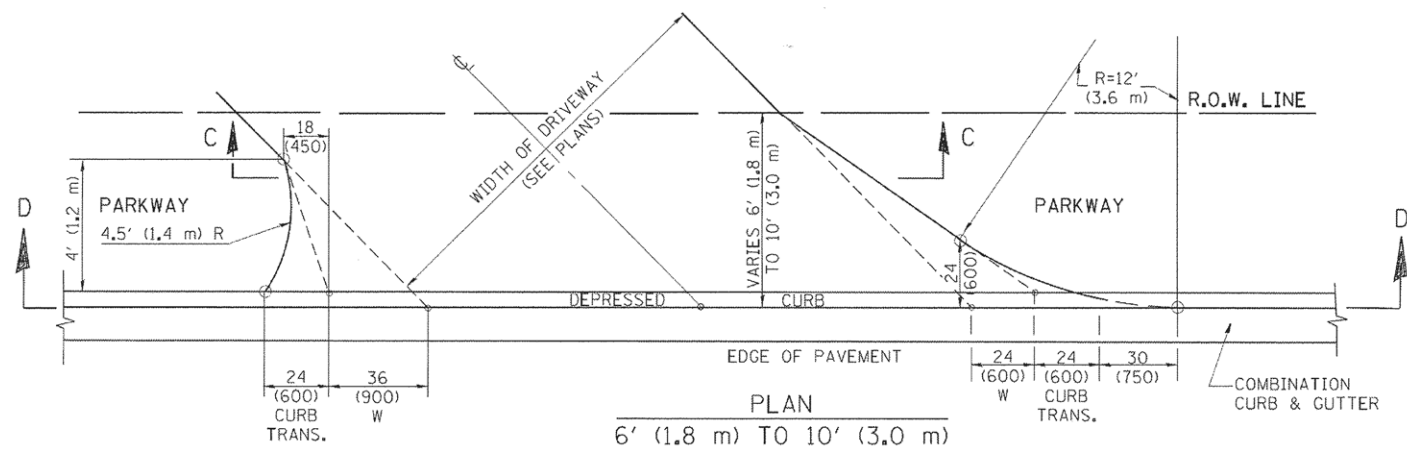 ℄
WIDTH OF DRIVEWAY
(SEE PLANS)
R=12'
(3.6 m)
R.O.W. LINE
18
(450)
C
C
4' (1.2 m)
PARKWAY
4.5' (1.4 m) R
VARIES 6' (1.8 m)
TO 10' (3.0 m)
PARKWAY
D
D
24
(600)
DEPRESSED CURB
EDGE OF PAVEMENT
24
(600)
CURB
TRANS.
36
(900)
W
24
(600)
W
24
(600)
CURB
TRANS.
30
(750)
COMBINATION
CURB & GUTTER
PLAN
6' (1.8 m) TO 10' (3.0 m)